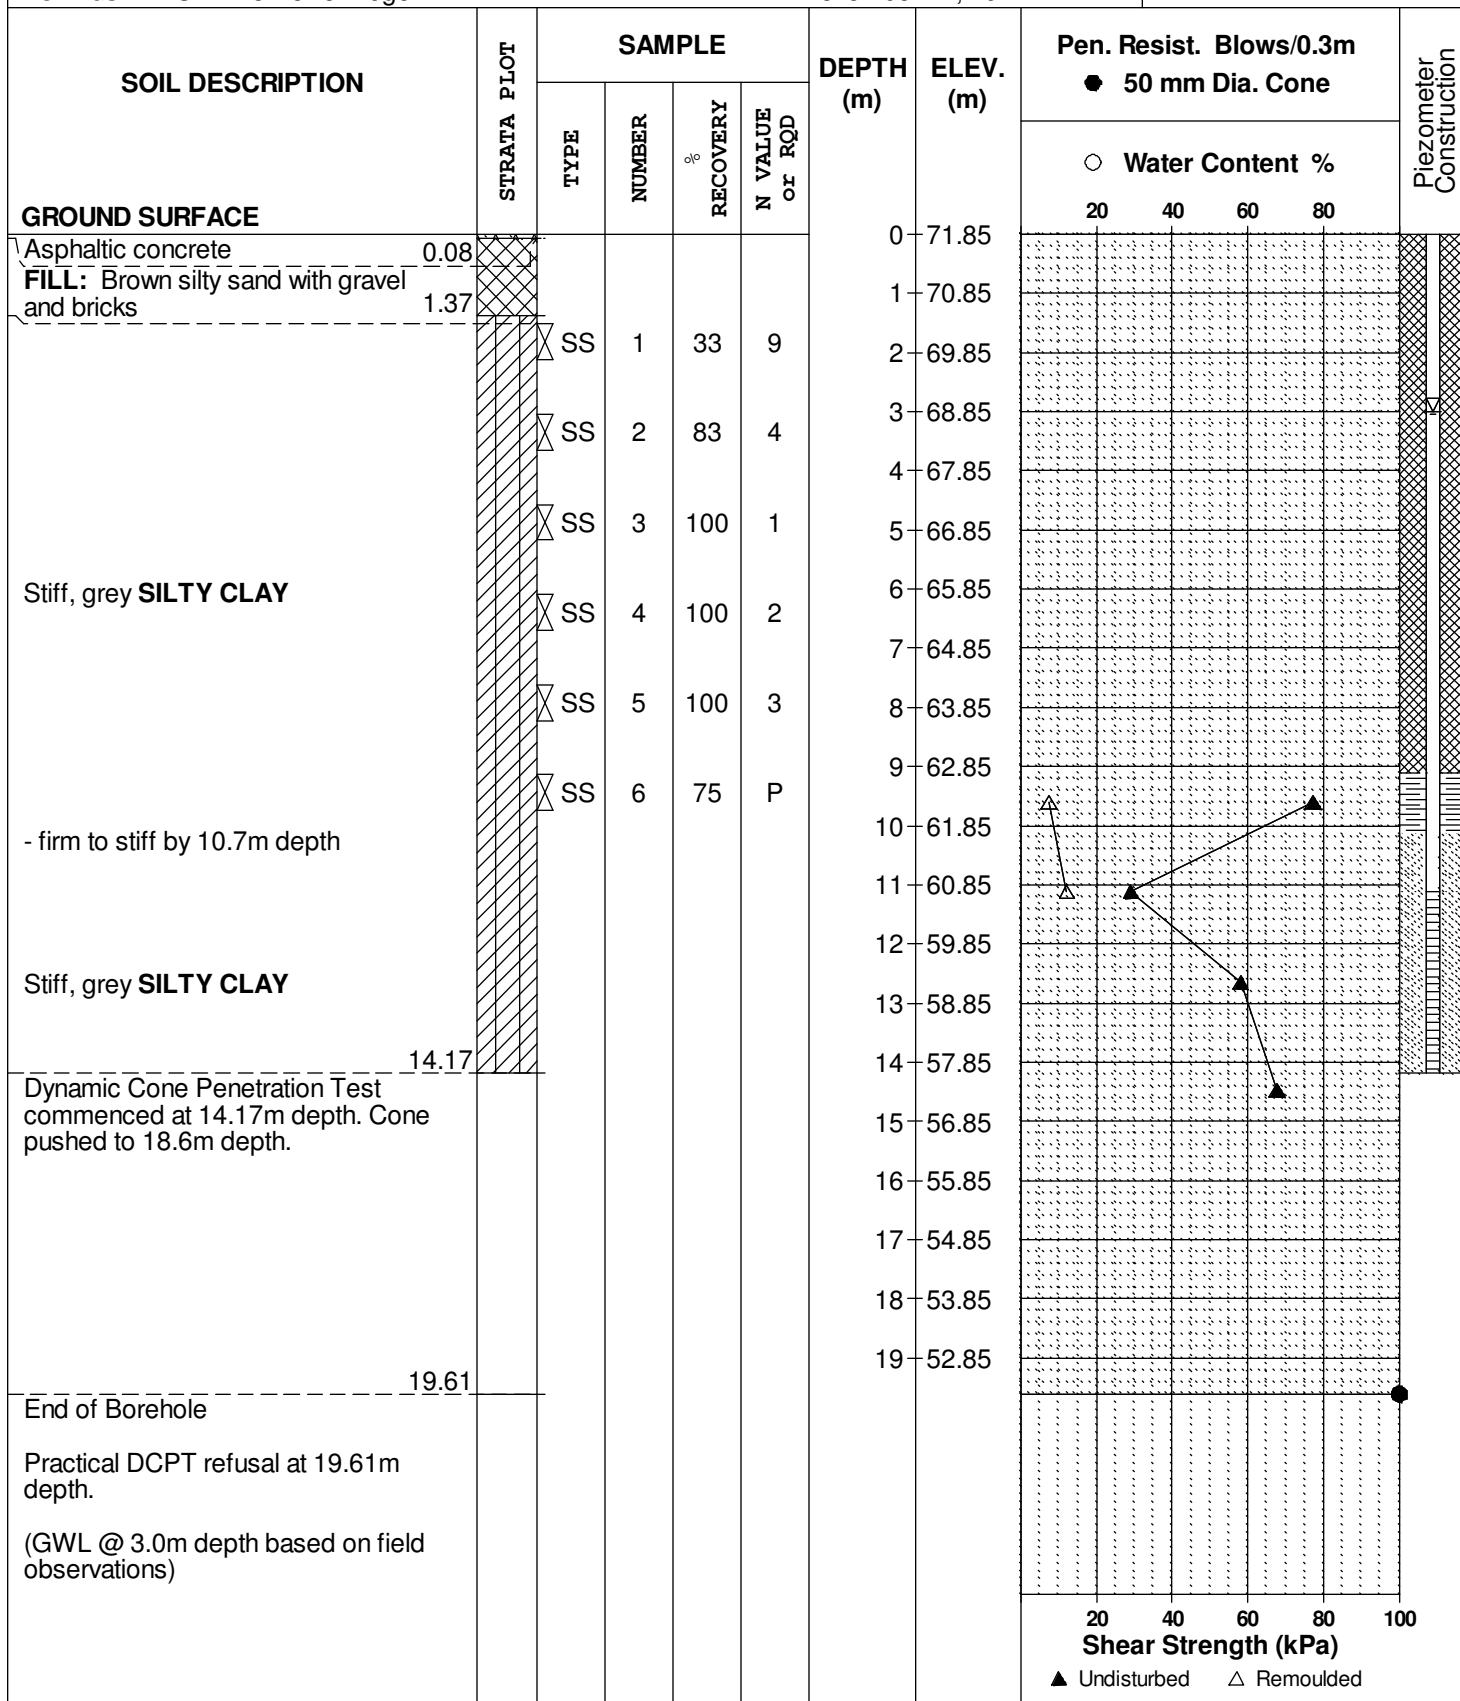 SOIL DESCRIPTION
GROUND SURFACE
STRATA PLOT
SAMPLE
TYPE
NUMBER
% RECOVERY
N VALUE or RQD
DEPTH (m)
ELEV. (m)
Pen. Resist. Blows/0.3m
● 50 mm Dia. Cone
○ Water Content %
20 40 60 80
Piezometer Construction
Asphaltic concrete 0.08
FILL: Brown silty sand with gravel
and bricks 1.37
Stiff, grey SILTY CLAY
- firm to stiff by 10.7m depth
Stiff, grey SILTY CLAY
14.17
Dynamic Cone Penetration Test
commenced at 14.17m depth. Cone
pushed to 18.6m depth.
19.61
End of Borehole
Practical DCPT refusal at 19.61m
depth.
(GWL @ 3.0m depth based on field
observations)
SS 1 33 9
SS 2 83 4
SS 3 100 1
SS 4 100 2
SS 5 100 3
SS 6 75 P
0 71.85
1 70.85
2 69.85
3 68.85
4 67.85
5 66.85
6 65.85
7 64.85
8 63.85
9 62.85
10 61.85
11 60.85
12 59.85
13 58.85
14 57.85
15 56.85
16 55.85
17 54.85
18 53.85
19 52.85
20 40 60 80 100
Shear Strength (kPa)
▲ Undisturbed △ Remoulded